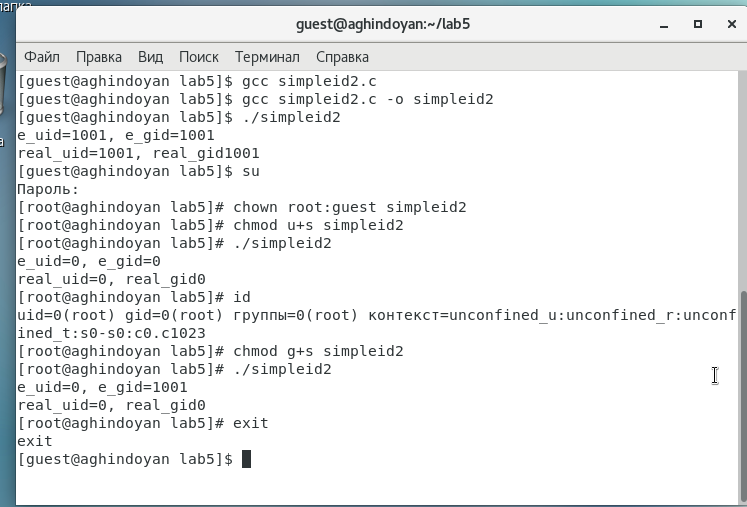 папка
guest@aghindoyan:~/lab5
Файл Правка Вид Поиск Терминал Справка
[guest@aghindoyan lab5]$ gcc simpleid2.c
[guest@aghindoyan lab5]$ gcc simpleid2.c -o simpleid2
[guest@aghindoyan lab5]$ ./simpleid2
e_uid=1001, e_gid=1001
real_uid=1001, real_gid1001
[guest@aghindoyan lab5]$ su
Пароль:
[root@aghindoyan lab5]# chown root:guest simpleid2
[root@aghindoyan lab5]# chmod u+s simpleid2
[root@aghindoyan lab5]# ./simpleid2
e_uid=0, e_gid=0
real_uid=0, real_gid0
[root@aghindoyan lab5]# id
uid=0(root) gid=0(root) группы=0(root) контекст=unconfined_u:unconfined_r:unconf
ined_t:s0-s0:c0.c1023
[root@aghindoyan lab5]# chmod g+s simpleid2
[root@aghindoyan lab5]# ./simpleid2
e_uid=0, e_gid=1001
real_uid=0, real_gid0
[root@aghindoyan lab5]# exit
exit
[guest@aghindoyan lab5]$